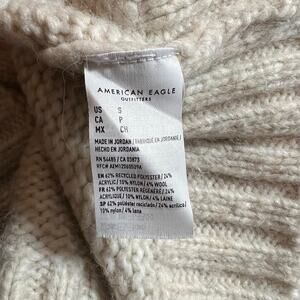 AMERICAN EAGLE
OUTFITTERS
US S
CA P
MX CH
MADE IN JORDAN / FABRIQUÉ EN JORDANIE /
HECHO EN JORDANIA
RN 54485 / CA 03873
EN 62% RECYCLED POLYESTER / 24%
ACRYLIC / 10% NYLON / 4% WOOL
FR 62% POLYESTER RECYCLÉ / 24%
ACRYLIQUE / 10% NYLON / 4% LAINE
SP 62% poliéster reciclado / 24% acrílico /
10% nylon / 4% lana